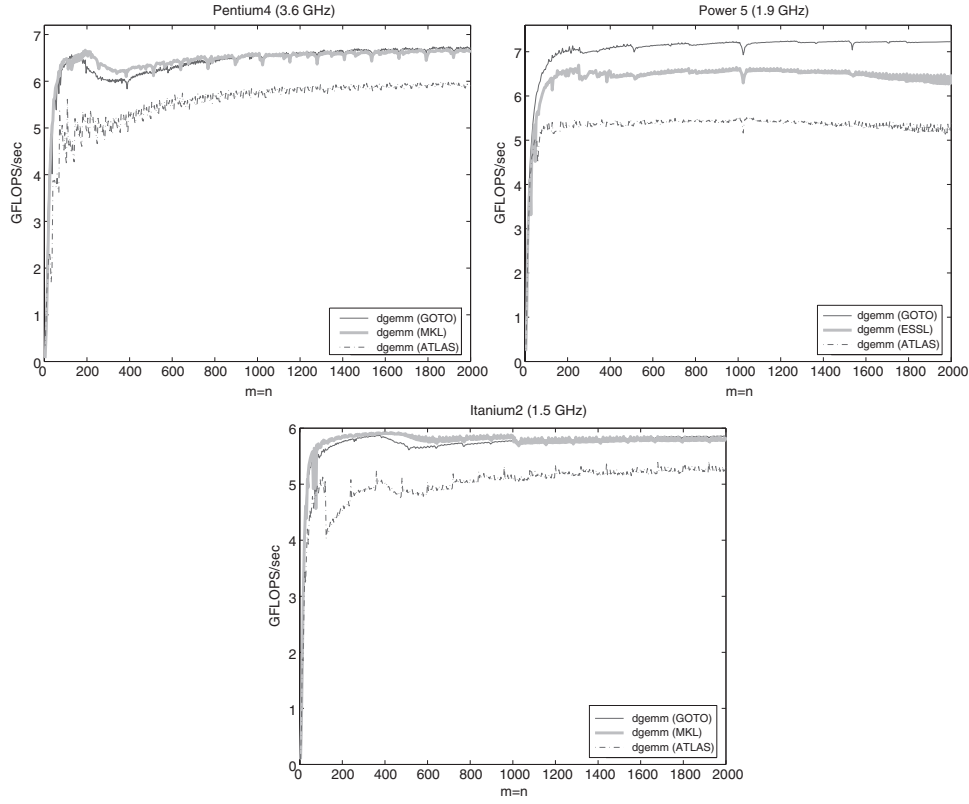 Pentium4 (3.6 GHz)
7
6
5
4
3
2
1
0
GFLOPS/sec
0 200 400 600 800 1000 1200 1400 1600 1800 2000
m=n
dgemm (GOTO)
dgemm (MKL)
dgemm (ATLAS)
Power 5 (1.9 GHz)
7
6
5
4
3
2
1
0
GFLOPS/sec
0 200 400 600 800 1000 1200 1400 1600 1800 2000
m=n
dgemm (GOTO)
dgemm (ESSL)
dgemm (ATLAS)
Itanium2 (1.5 GHz)
6
5
4
3
2
1
0
GFLOPS/sec
0 200 400 600 800 1000 1200 1400 1600 1800 2000
m=n
dgemm (GOTO)
dgemm (MKL)
dgemm (ATLAS)